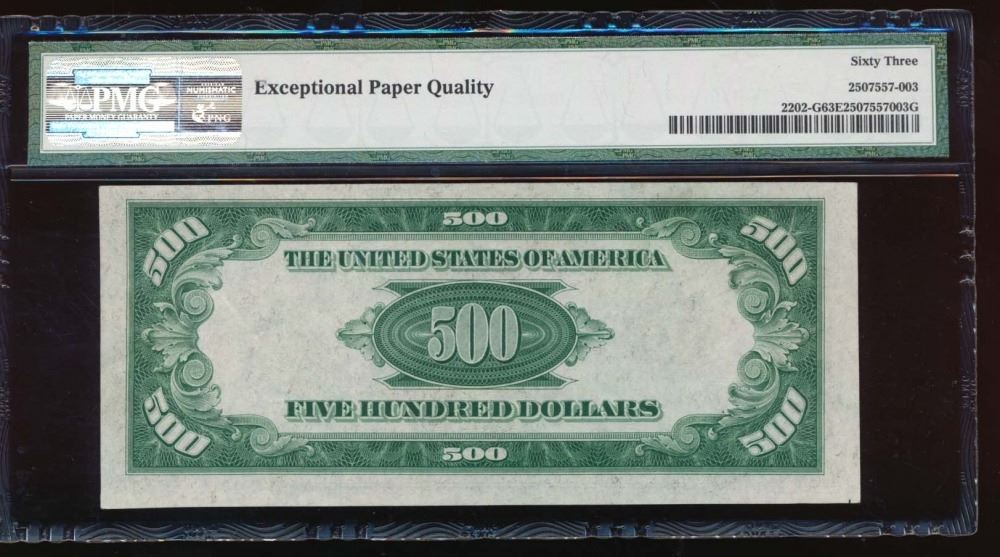 PMG
PAPER MONEY GUARANTY
NUMISMATIC
PNG
Exceptional Paper Quality
Sixty Three
2507557-003
2202-G63E2507557003G
500
500
500
THE UNITED STATES OF AMERICA
500
FIVE HUNDRED DOLLARS
500
500
500